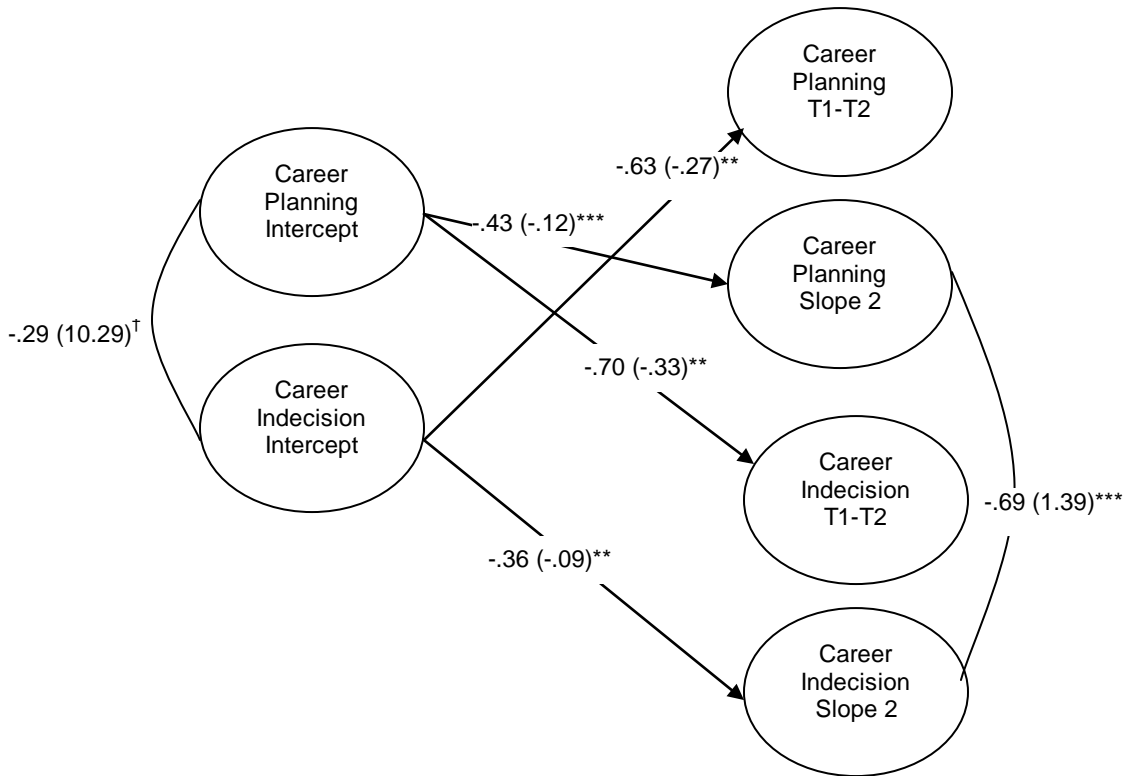 Career
Planning
T1-T2
-.63 (-.27)**
Career
Planning
Intercept
-.43 (-.12)***
Career
Planning
Slope 2
-.29 (10.29)†
-.70 (-.33)**
Career
Indecision
Intercept
Career
Indecision
T1-T2
-.69 (1.39)***
-.36 (-.09)**
Career
Indecision
Slope 2